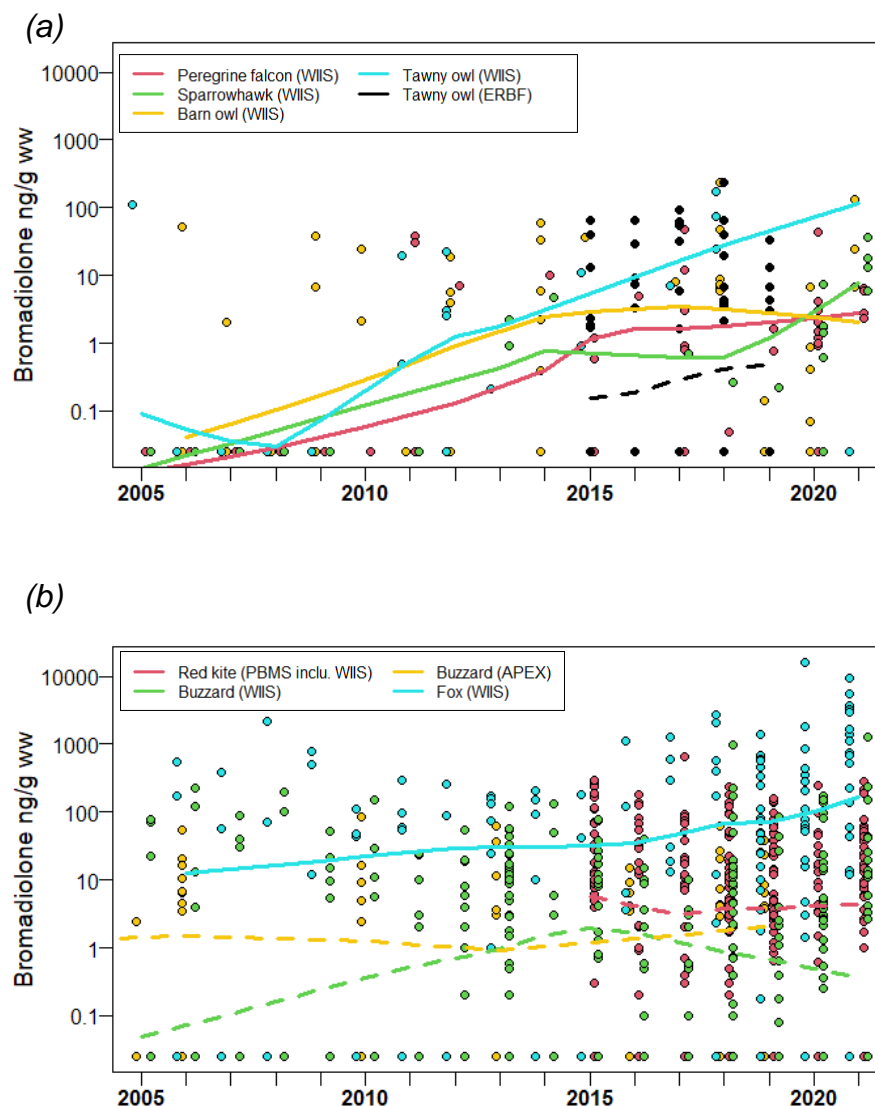 (a)
Bromadiolone ng/g ww
10000
1000
100
10
1
0.1
Peregrine falcon (WIIS)
Sparrowhawk (WIIS)
Barn owl (WIIS)
Tawny owl (WIIS)
Tawny owl (ERBF)
2005 2010 2015 2020
(b)
Bromadiolone ng/g ww
10000
1000
100
10
1
0.1
Red kite (PBMS inclu. WIIS)
Buzzard (WIIS)
Buzzard (APEX)
Fox (WIIS)
2005 2010 2015 2020